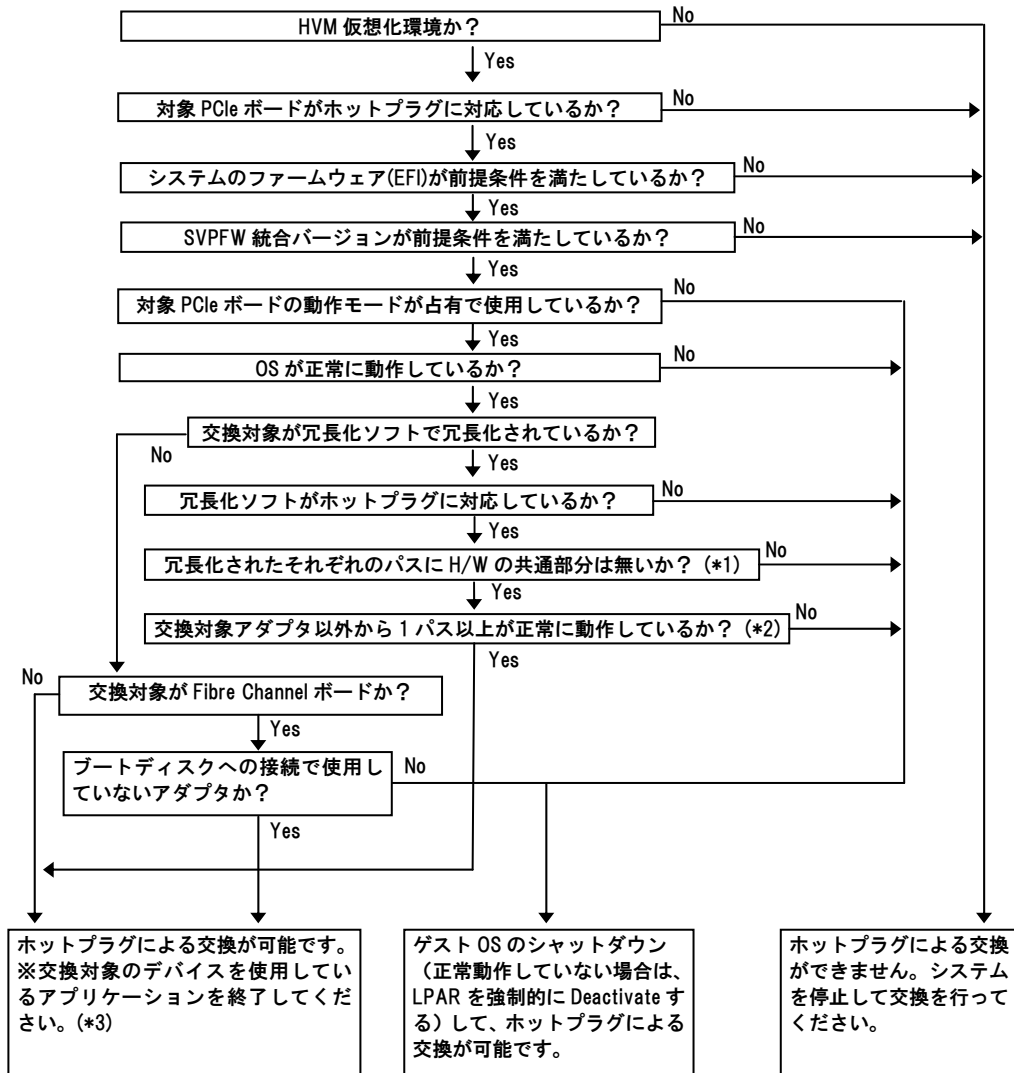 HVM 仮想化環境か？
No
Yes
対象 PCIe ボードがホットプラグに対応しているか？
No
Yes
システムのファームウェア(EFI)が前提条件を満たしているか？
No
Yes
SVPFW 統合バージョンが前提条件を満たしているか？
No
Yes
対象 PCIe ボードの動作モードが占有で使用しているか？
No
Yes
OS が正常に動作しているか？
No
Yes
交換対象が冗長化ソフトで冗長化されているか？
No
Yes
冗長化ソフトがホットプラグに対応しているか？
No
Yes
冗長化されたそれぞれのパスに H/W の共通部分は無いか？ (*1)
No
Yes
交換対象アダプタ以外から 1 パス以上が正常に動作しているか？ (*2)
No
Yes
No
交換対象が Fibre Channel ボードか？
Yes
ブートディスクへの接続で使用し
ていないアダプタか？
No
Yes
ホットプラグによる交換が可能です。
※交換対象のデバイスを使用してい
るアプリケーションを終了してくだ
さい。(*3)
ゲスト OS のシャットダウン
（正常動作していない場合は、
LPAR を強制的に Deactivate す
る）して、ホットプラグによる
交換が可能です。
ホットプラグによる交換
ができません。システム
を停止して交換を行って
ください。